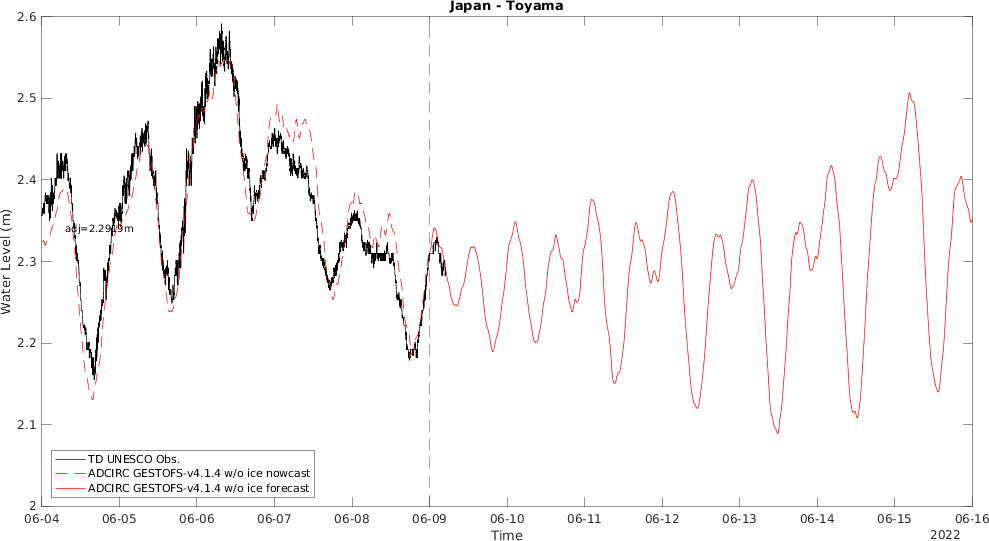 Japan - Toyama
2.6
2.5
2.4
2.3
2.2
2.1
2
Water Level (m)
adj=2.2919m
TD UNESCO Obs.
ADCIRC GESTOFS-v4.1.4 w/o ice nowcast
ADCIRC GESTOFS-v4.1.4 w/o ice forecast
06-04 06-05 06-06 06-07 06-08 06-09 06-10 06-11 06-12 06-13 06-14 06-15 06-16
Time
2022